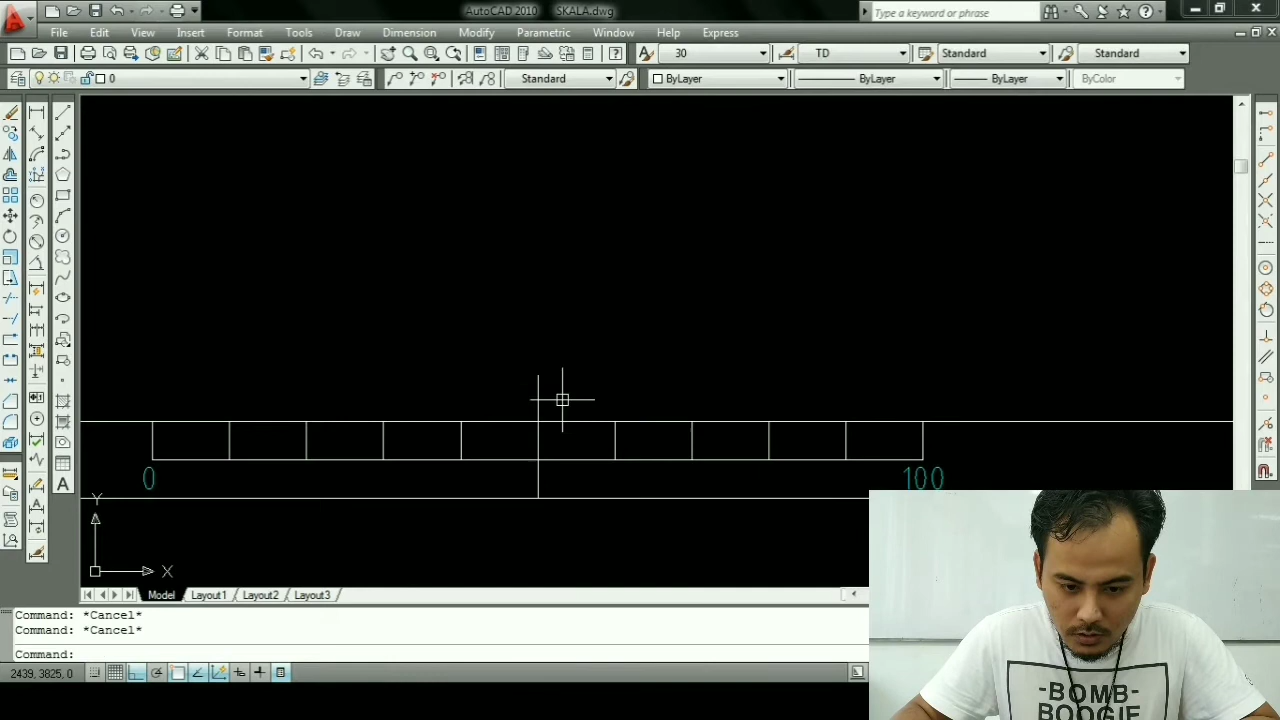 AutoCAD 2010 SKALA.dwg
Type a keyword or phrase
File Edit View Insert Format Tools Draw Dimension Modify Parametric Window Help Express
30 TD Standard Standard
0 Standard ByLayer ByLayer ByLayer ByColor
0 100
Y
X
Model Layout1 Layout2 Layout3
Command: *Cancel*
Command: *Cancel*
Command:
2439, 3825, 0
-BOMB-
BOOGIE